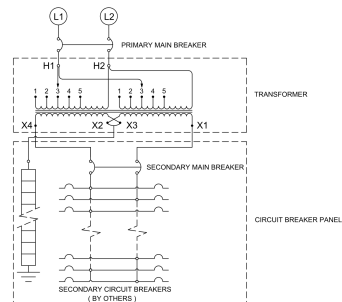 L1 L2
PRIMARY MAIN BREAKER
H1 H2
1 2 3 4 5 1 2 3 4 5
TRANSFORMER
X4 X2 X3 X1
SECONDARY MAIN BREAKER
CIRCUIT BREAKER PANEL
SECONDARY CIRCUIT BREAKERS
( BY OTHERS )